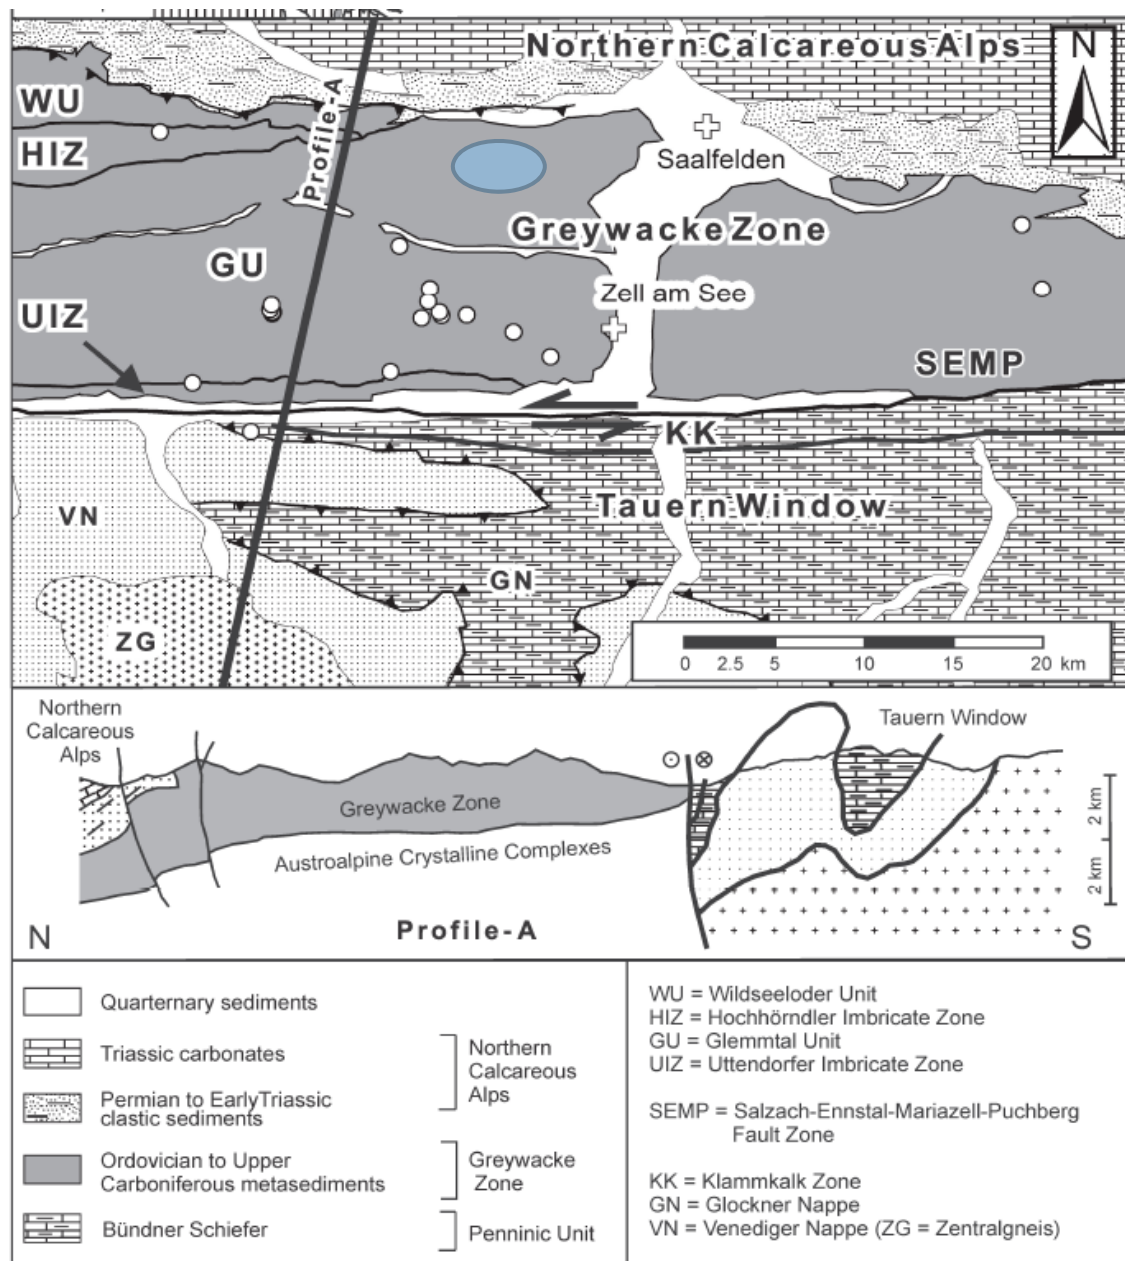 Northern Calcareous Alps
N
WU
HIZ
Profile-A
Saalfelden
Greywacke Zone
GU
Zell am See
UIZ
SEMP
KK
VN
Tauern Window
GN
ZG
0 2.5 5 10 15 20 km
Northern
Calcareous
Alps
Tauern Window
Greywacke Zone
Austroalpine Crystalline Complexes
2 km
2 km
N
Profile-A
S
Quarternary sediments
Triassic carbonates
Permian to EarlyTriassic
clastic sediments
Northern
Calcareous
Alps
Ordovician to Upper
Carboniferous metasediments
Greywacke
Zone
Bündner Schiefer
Penninic Unit
WU = Wildseeloder Unit
HIZ = Hochhörndler Imbricate Zone
GU = Glemmtal Unit
UIZ = Uttendorfer Imbricate Zone
SEMP = Salzach-Ennstal-Mariazell-Puchberg
Fault Zone
KK = Klammkalk Zone
GN = Glockner Nappe
VN = Venediger Nappe (ZG = Zentralgneis)